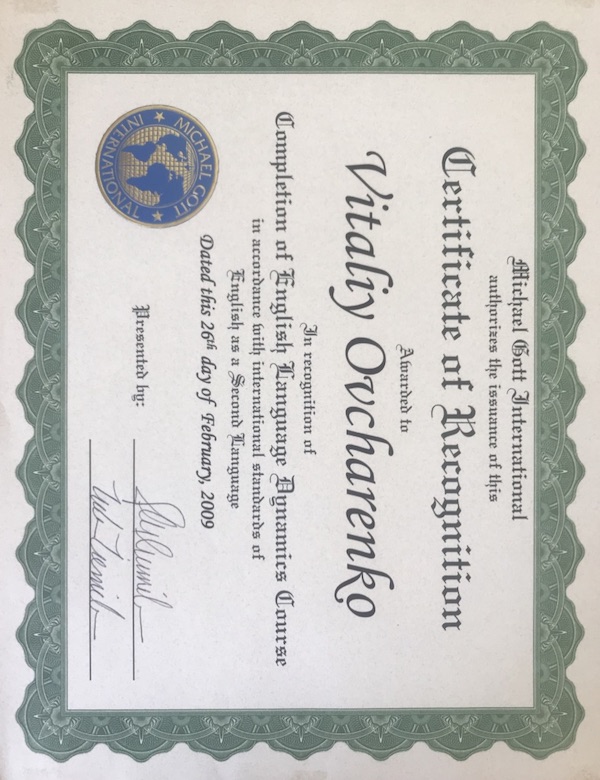 Michael Gott International
authorizes the issuance of this
Certificate of Recognition
Awarded to
Vitaliy Ovcharenko
In recognition of
Completion of English Language Dynamics Course
in accordance with international standards of
English as a Second Language
Dated this 26th day of February, 2009
Presented by:
MICHAEL GOTT
INTERNATIONAL